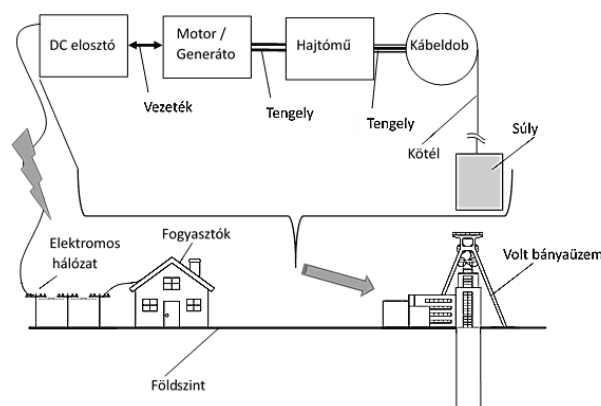 DC elosztó
Motor /
Generáto
Hajtómű
Kábeldob
Vezeték
Tengely
Tengely
Kötél
Súly
Elektromos
hálózat
Fogyasztók
Volt bányaüzem
Földszint